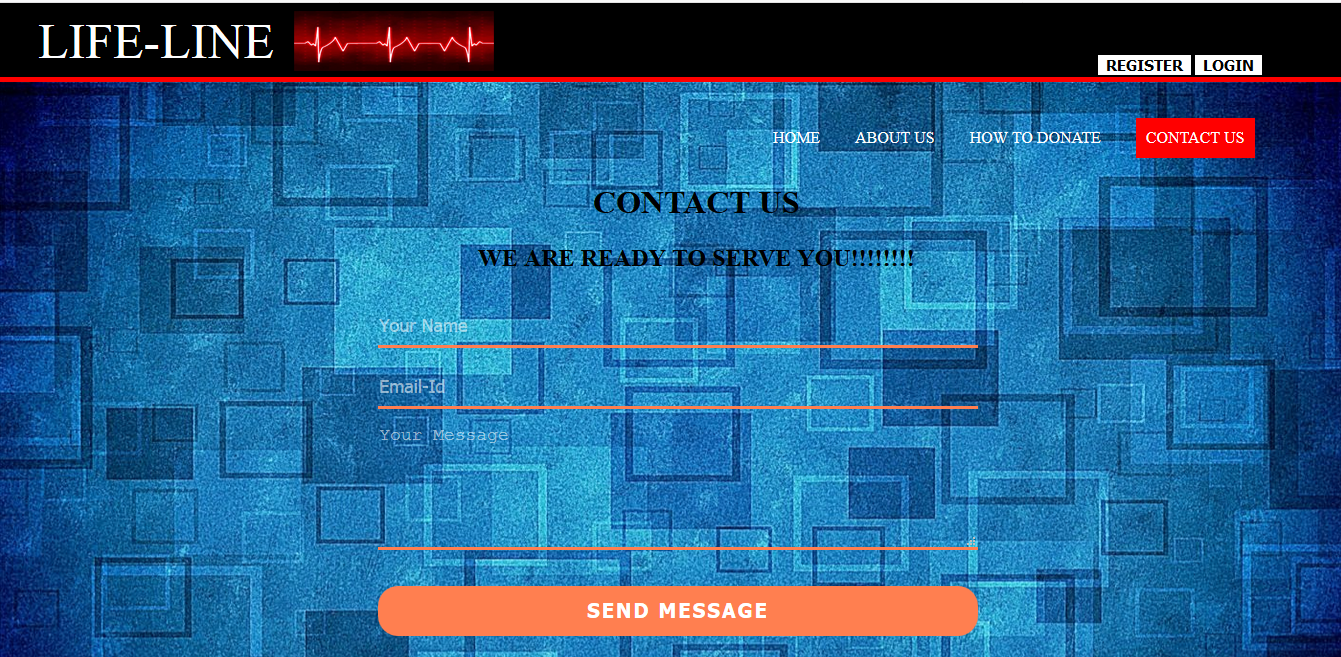 LIFE-LINE
REGISTER LOGIN
HOME ABOUT US HOW TO DONATE CONTACT US
CONTACT US
WE ARE READY TO SERVE YOU!!!!!!!!
Your Name
Email-Id
Your Message
SEND MESSAGE